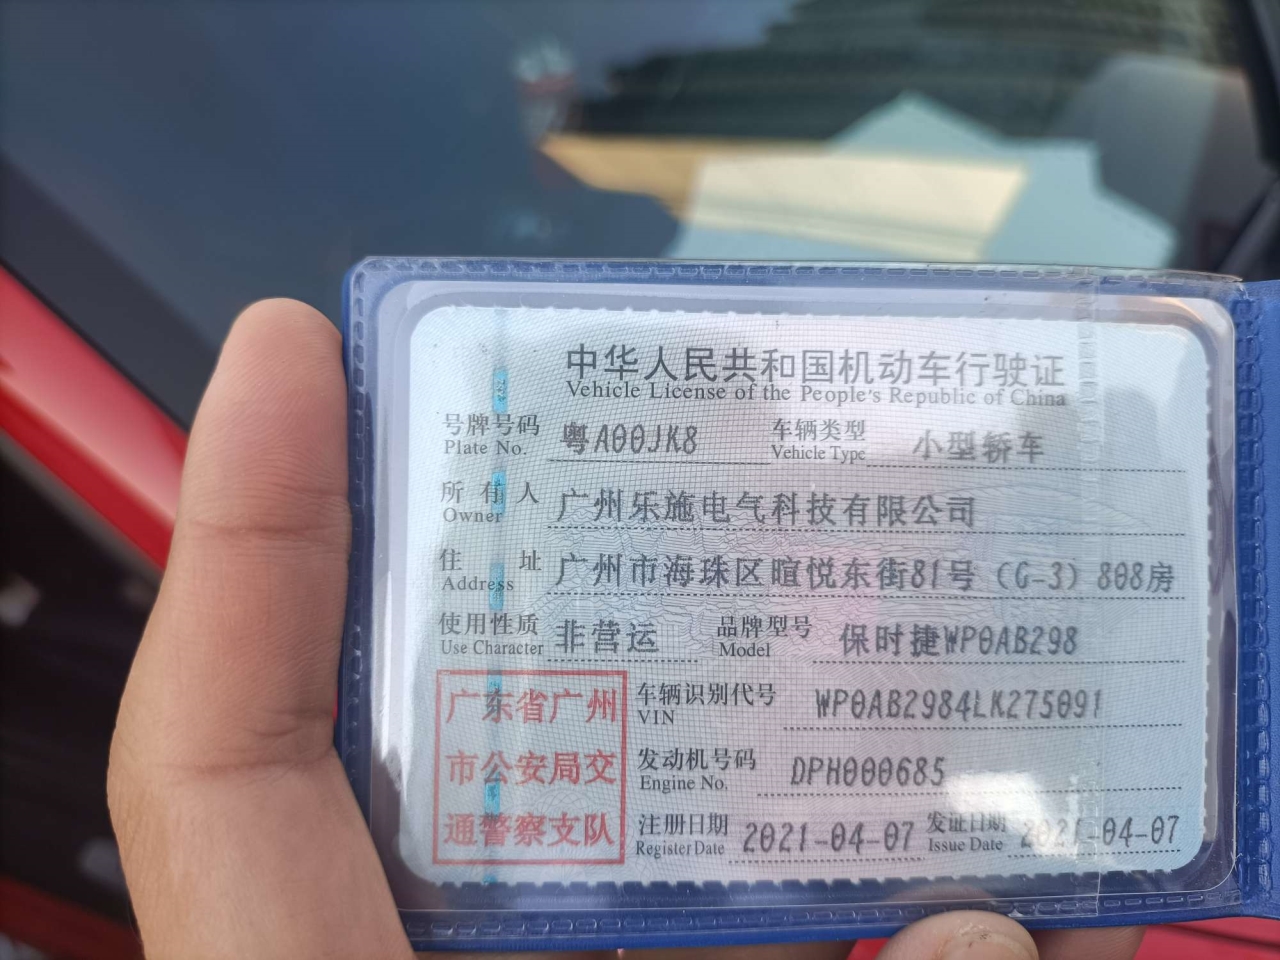 中华人民共和国机动车行驶证
Vehicle License of the People's Republic of China
号牌号码 粤A00JK8 车辆类型 小型轿车
Plate No. Vehicle Type
所有人 广州乐施电气科技有限公司
Owner
住址 广州市海珠区暄悦东街81号（G-3）808房
Address
使用性质 非营运 品牌型号 保时捷WP0AB298
Use Character Model
广东省广州
市公安局交
通警察支队
车辆识别代号 WP0AB2984LK275091
VIN
发动机号码 DPH000685
Engine No.
注册日期 2021-04-07 发证日期 2021-04-07
Register Date Issue Date